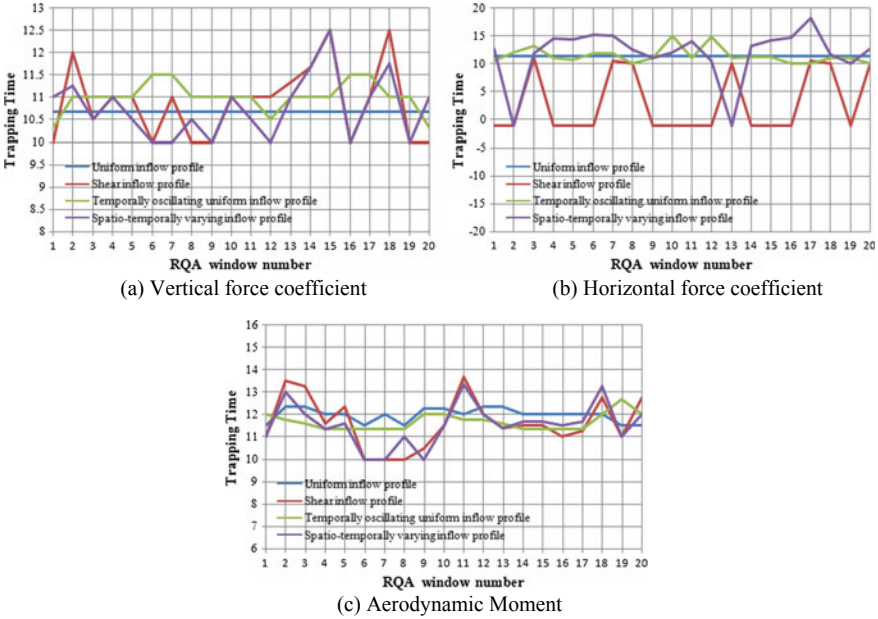 Trapping Time
13
12.5
12
11.5
11
10.5
10
9.5
9
8.5
8
Uniform inflow profile
Shear inflow profile
Temporally oscillating uniform inflow profile
Spatio-temporally varying inflow profile
1 2 3 4 5 6 7 8 9 10 11 12 13 14 15 16 17 18 19 20
RQA window number
(a) Vertical force coefficient
Trapping Time
20
15
10
5
0
-5
-10
-15
-20
Uniform inflow profile
Shear inflow profile
Temporally oscillating uniform inflow profile
Spatio-temporally varying inflow profile
1 2 3 4 5 6 7 8 9 10 11 12 13 14 15 16 17 18 19 20
RQA window number
(b) Horizontal force coefficient
Trapping Time
16
15
14
13
12
11
10
9
8
7
6
Uniform inflow profile
Shear inflow profile
Temporally oscillating uniform inflow profile
Spatio-temporally varying inflow profile
1 2 3 4 5 6 7 8 9 10 11 12 13 14 15 16 17 18 19 20
RQA window number
(c) Aerodynamic Moment